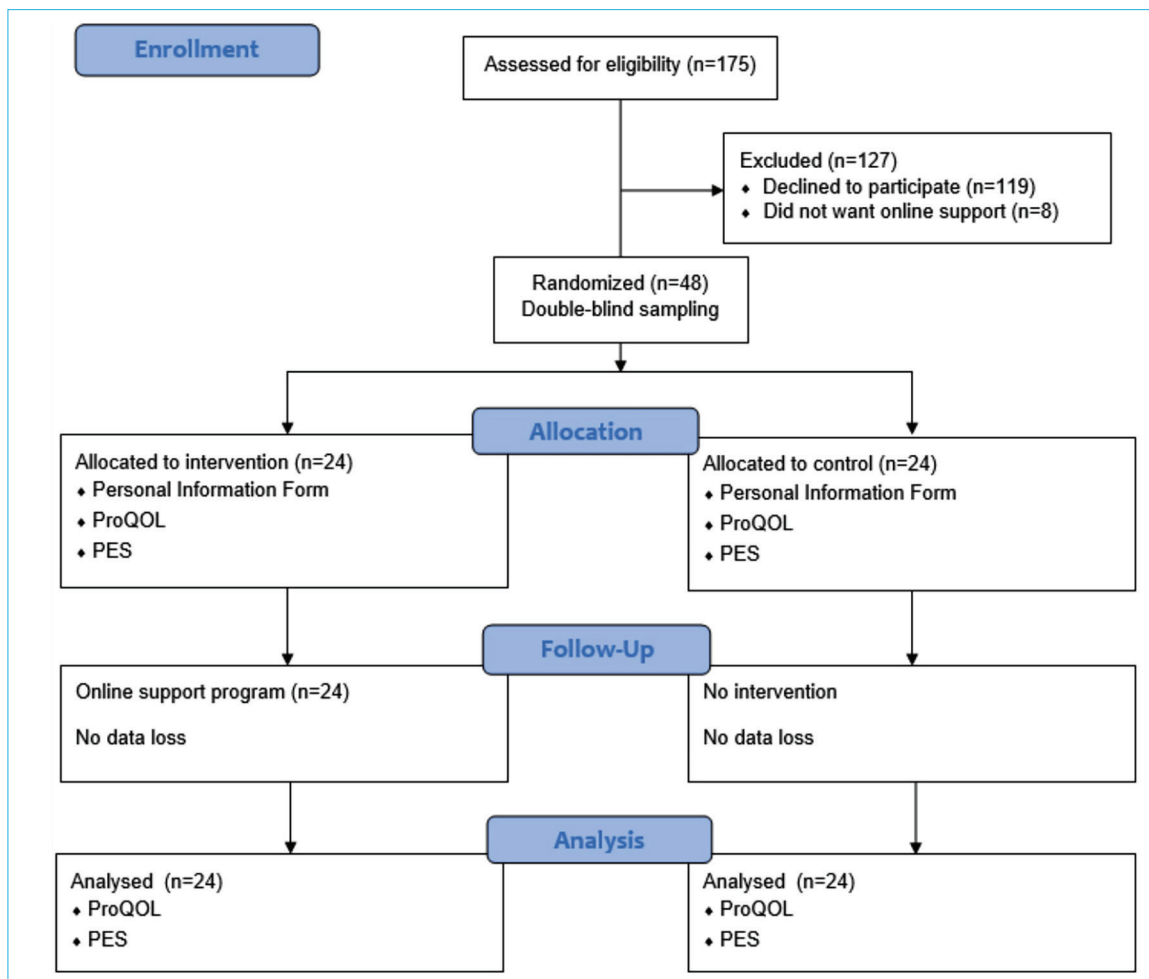 Enrollment
Assessed for eligibility (n=175)
Excluded (n=127)
♦ Declined to participate (n=119)
♦ Did not want online support (n=8)
Randomized (n=48)
Double-blind sampling
Allocation
Allocated to intervention (n=24)
♦ Personal Information Form
♦ ProQOL
♦ PES
Allocated to control (n=24)
♦ Personal Information Form
♦ ProQOL
♦ PES
Follow-Up
Online support program (n=24)
No data loss
No intervention
No data loss
Analysis
Analysed (n=24)
♦ ProQOL
♦ PES
Analysed (n=24)
♦ ProQOL
♦ PES